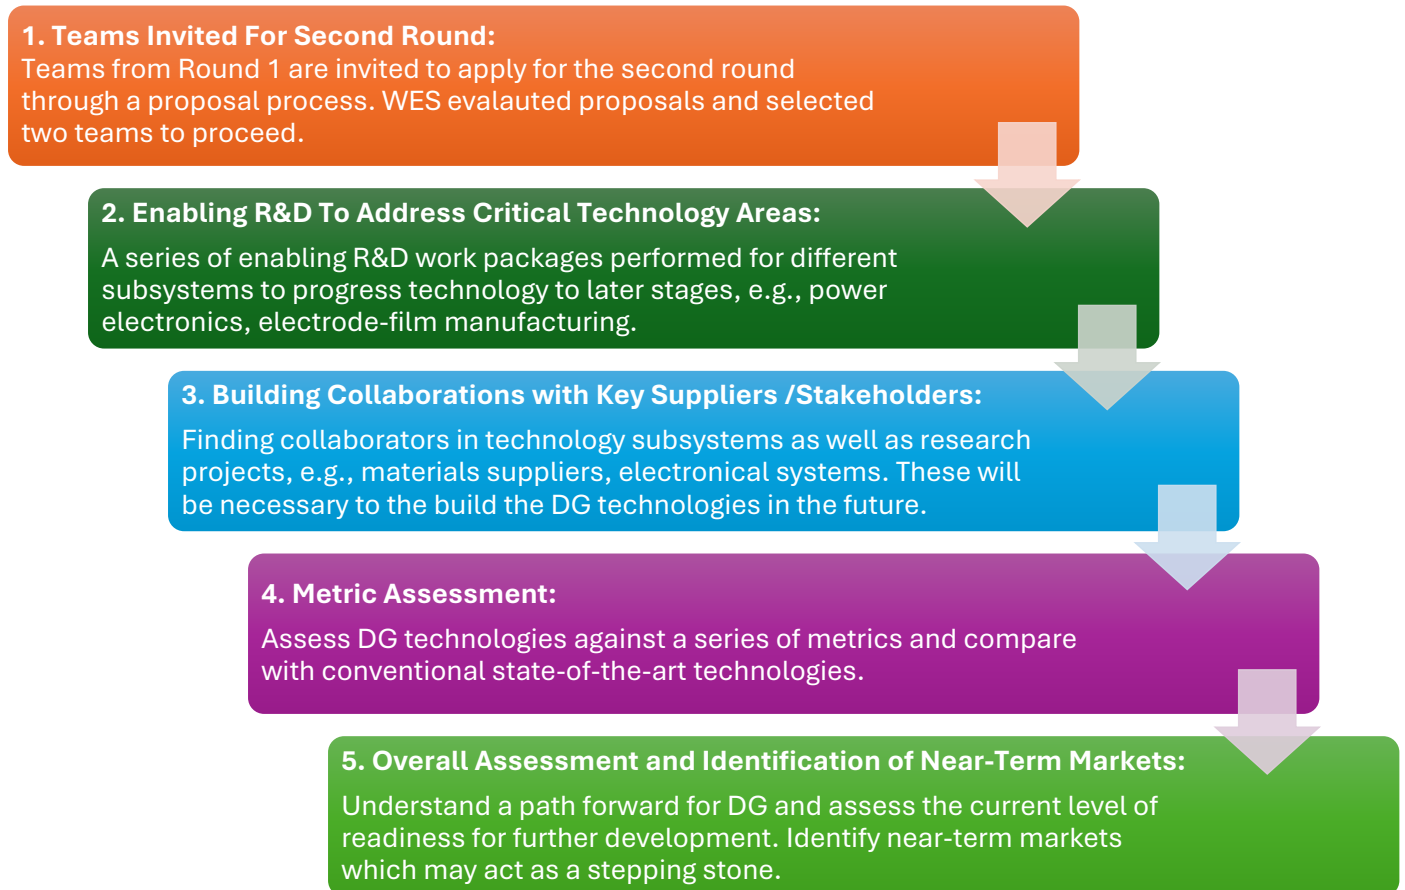 1. Teams Invited For Second Round:
Teams from Round 1 are invited to apply for the second round
through a proposal process. WES evalauted proposals and selected
two teams to proceed.
2. Enabling R&D To Address Critical Technology Areas:
A series of enabling R&D work packages performed for different
subsystems to progress technology to later stages, e.g., power
electronics, electrode-film manufacturing.
3. Building Collaborations with Key Suppliers /Stakeholders:
Finding collaborators in technology subsystems as well as research
projects, e.g., materials suppliers, electronical systems. These will
be necessary to the build the DG technologies in the future.
4. Metric Assessment:
Assess DG technologies against a series of metrics and compare
with conventional state-of-the-art technologies.
5. Overall Assessment and Identification of Near-Term Markets:
Understand a path forward for DG and assess the current level of
readiness for further development. Identify near-term markets
which may act as a stepping stone.